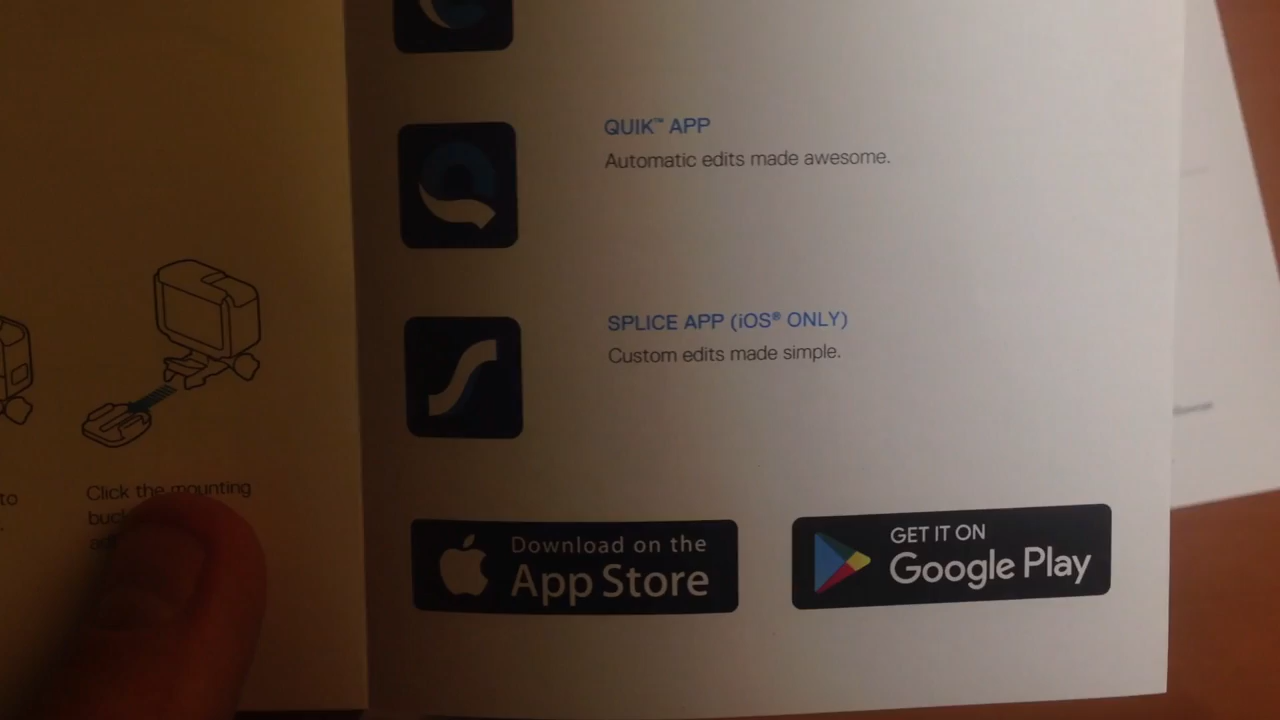 to
Click the mounting
QUIK™ APP
Automatic edits made awesome.
SPLICE APP (iOS® ONLY)
Custom edits made simple.
Download on the
App Store
GET IT ON
Google Play